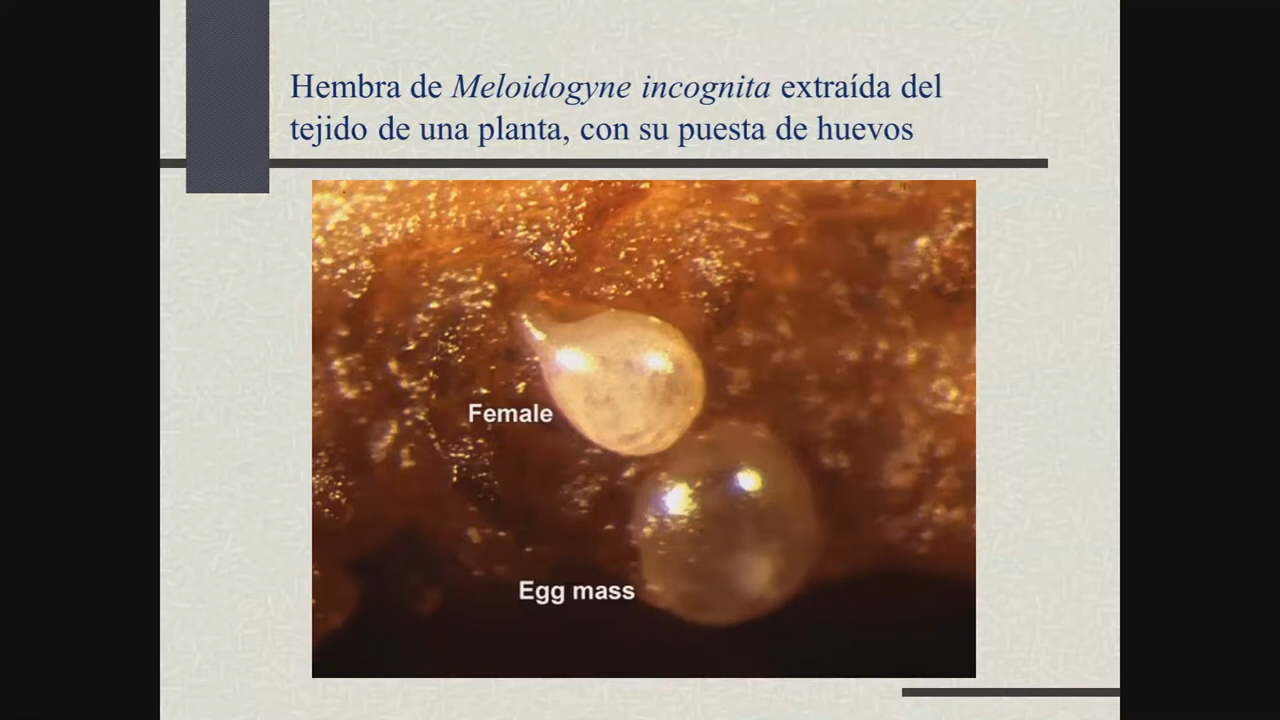 Hembra de Meloidogyne incognita extraída del
tejido de una planta, con su puesta de huevos
Female
Egg mass